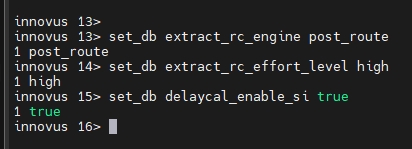 innovus 13>
innovus 13> set_db extract_rc_engine post_route
1 post_route
innovus 14> set_db extract_rc_effort_level high
1 high
innovus 15> set_db delaycal_enable_si true
1 true
innovus 16>